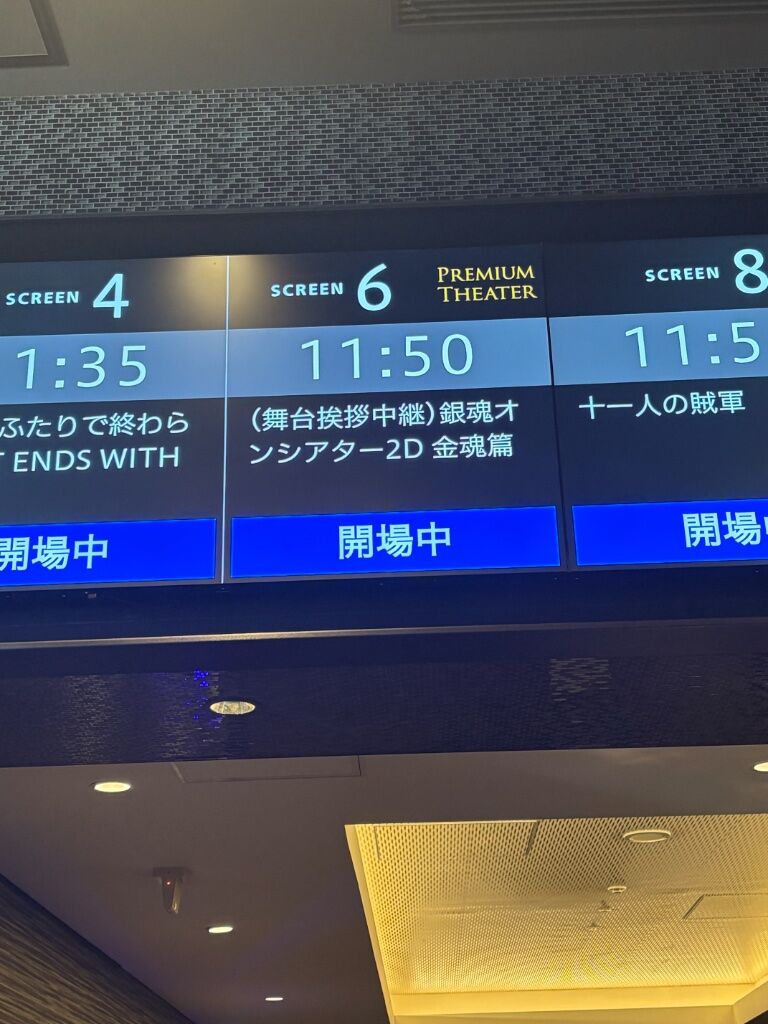 SCREEN 4
1:35
ふたりで終わら
ENDS WITH
開場中
SCREEN 6
PREMIUM
THEATER
11:50
(舞台挨拶中継)銀魂オ
ンシアター2D 金魂篇
開場中
SCREEN 8
11:5
十一人の賊軍
開場